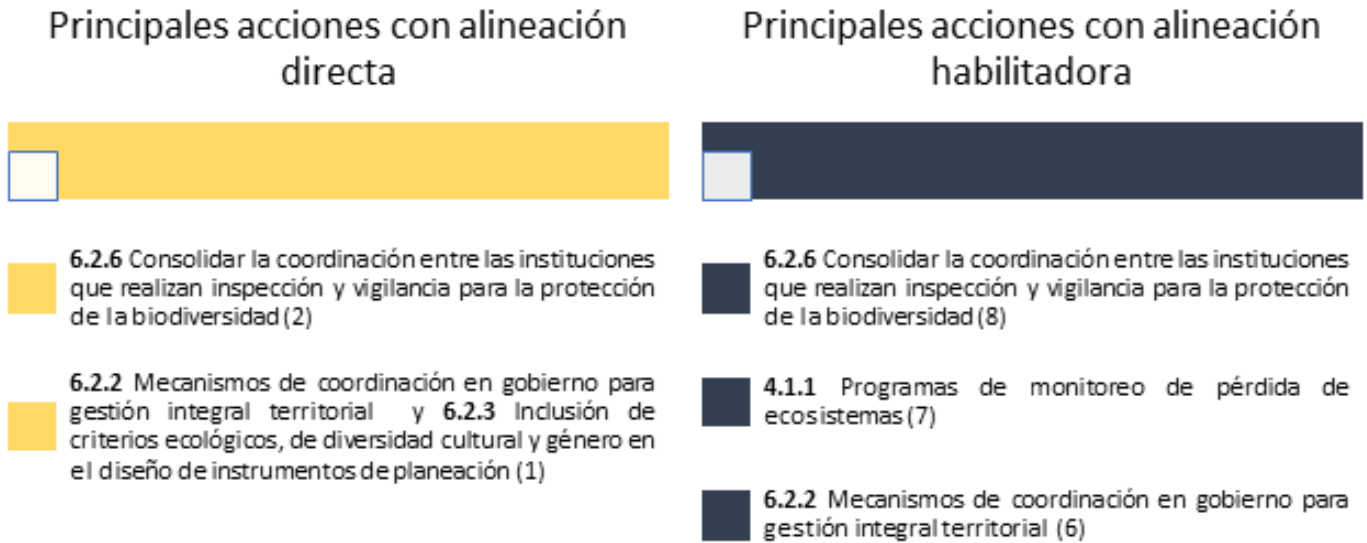 Principales acciones con alineación
directa
6.2.6 Consolidar la coordinación entre las instituciones
que realizan inspección y vigilancia para la protección
de la biodiversidad (2)
6.2.2 Mecanismos de coordinación en gobierno para
gestión integral territorial y 6.2.3 Inclusión de
criterios ecológicos, de diversidad cultural y género en
el diseño de instrumentos de planeación (1)
Principales acciones con alineación
habilitadora
6.2.6 Consolidar la coordinación entre las instituciones
que realizan inspección y vigilancia para la protección
de la biodiversidad (8)
4.1.1 Programas de monitoreo de pérdida de
ecosistemas (7)
6.2.2 Mecanismos de coordinación en gobierno para
gestión integral territorial (6)